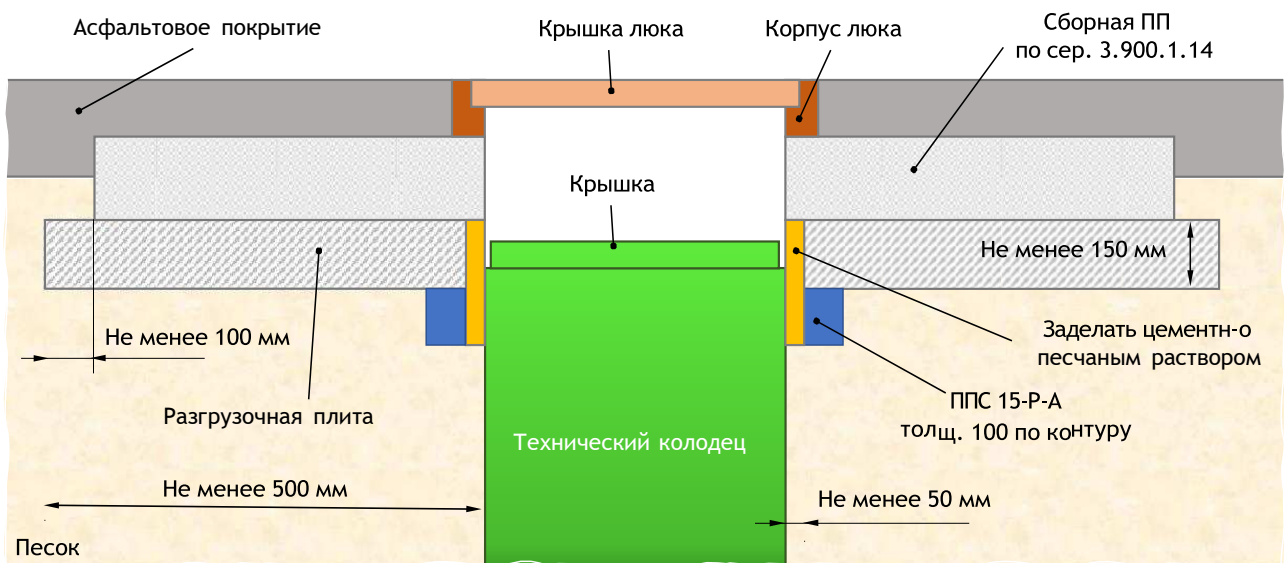 Асфальтовое покрытие
Крышка люка
Корпус люка
Сборная ПП
по сер. 3.900.1.14
Крышка
Не менее 150 мм
Не менее 100 мм
Заделать цементн-о
песчаным раствором
Разгрузочная плита
ППС 15-Р-А
толщ. 100 по контуру
Технический колодец
Не менее 500 мм
Не менее 50 мм
Песок